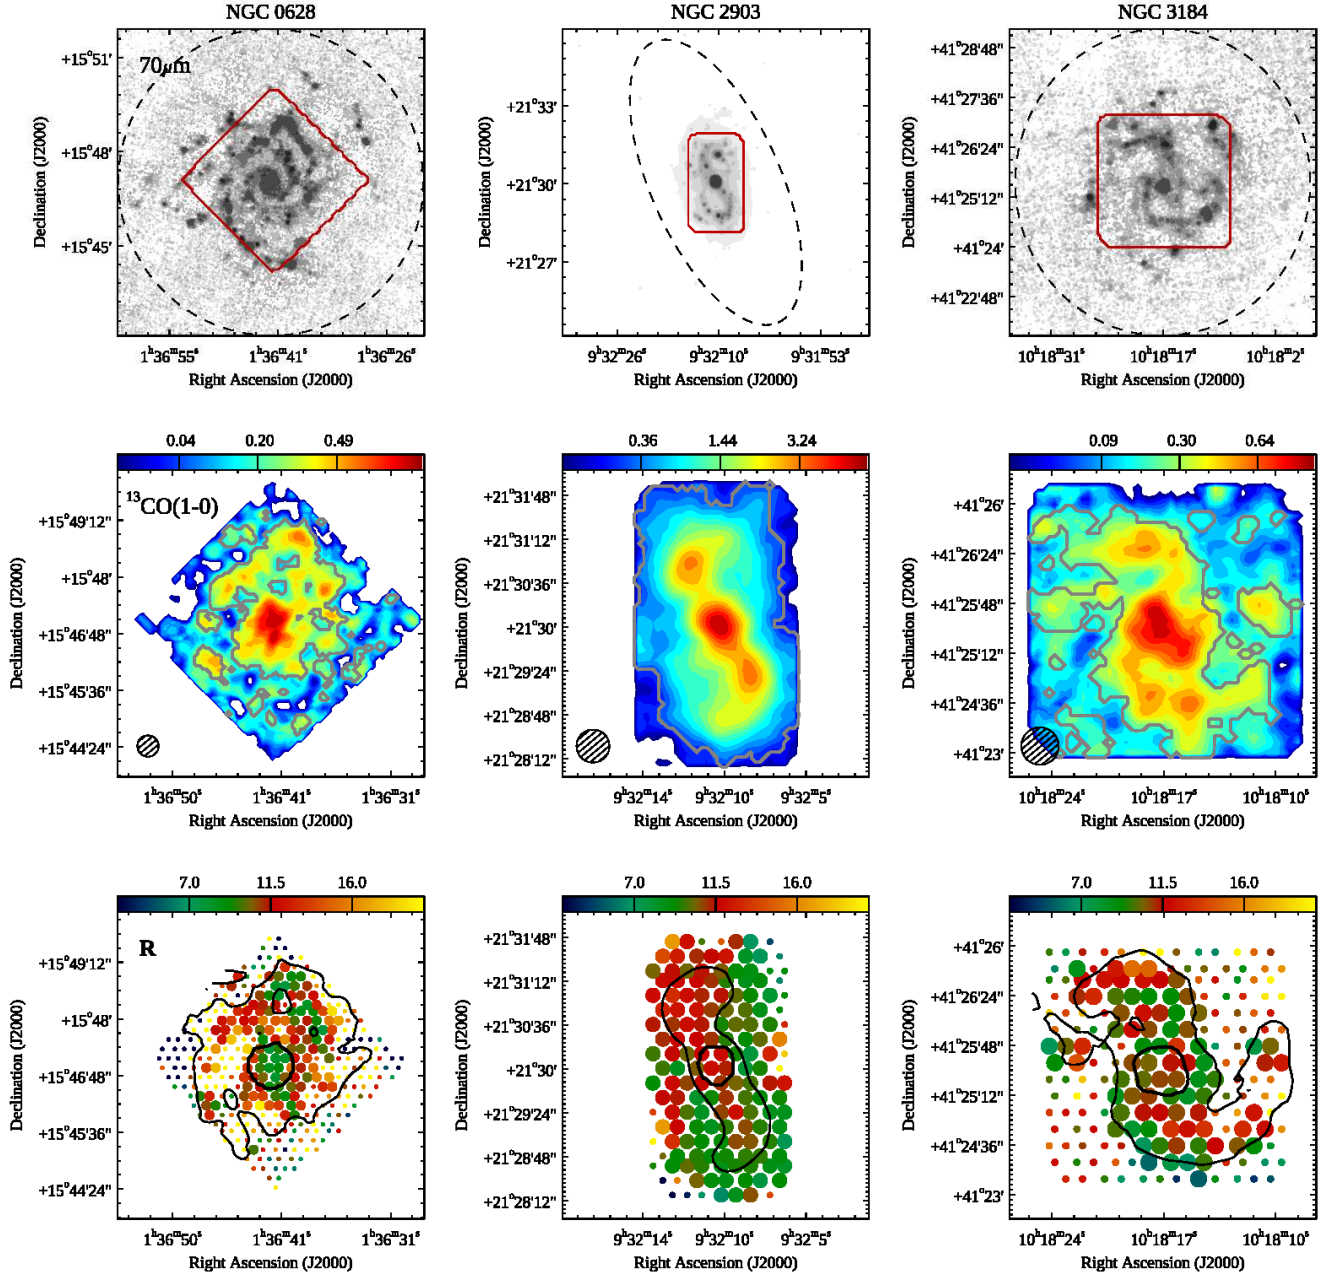 NGC 0628
NGC 2903
NGC 3184
70μm
+15°51'
+15°48'
+15°45'
Declination (J2000)
1ʰ36ᵐ55ˢ 1ʰ36ᵐ41ˢ 1ʰ36ᵐ26ˢ
Right Ascension (J2000)
+21°33'
+21°30'
+21°27'
Declination (J2000)
9ʰ32ᵐ26ˢ 9ʰ32ᵐ10ˢ 9ʰ31ᵐ53ˢ
Right Ascension (J2000)
+41°28'48"
+41°27'36"
+41°26'24"
+41°25'12"
+41°24'
+41°22'48"
Declination (J2000)
10ʰ18ᵐ31ˢ 10ʰ18ᵐ17ˢ 10ʰ18ᵐ2ˢ
Right Ascension (J2000)
0.04 0.20 0.49
¹³CO(1-0)
+15°49'12"
+15°48'
+15°46'48"
+15°45'36"
+15°44'24"
Declination (J2000)
1ʰ36ᵐ50ˢ 1ʰ36ᵐ41ˢ 1ʰ36ᵐ31ˢ
Right Ascension (J2000)
0.36 1.44 3.24
+21°31'48"
+21°31'12"
+21°30'36"
+21°30'
+21°29'24"
+21°28'48"
+21°28'12"
Declination (J2000)
9ʰ32ᵐ14ˢ 9ʰ32ᵐ10ˢ 9ʰ32ᵐ5ˢ
Right Ascension (J2000)
0.09 0.30 0.64
+41°26'
+41°26'24"
+41°25'48"
+41°25'12"
+41°24'36"
+41°23'
Declination (J2000)
10ʰ18ᵐ24ˢ 10ʰ18ᵐ17ˢ 10ʰ18ᵐ10ˢ
Right Ascension (J2000)
7.0 11.5 16.0
R
+15°49'12"
+15°48'
+15°46'48"
+15°45'36"
+15°44'24"
Declination (J2000)
1ʰ36ᵐ50ˢ 1ʰ36ᵐ41ˢ 1ʰ36ᵐ31ˢ
Right Ascension (J2000)
7.0 11.5 16.0
+21°31'48"
+21°31'12"
+21°30'36"
+21°30'
+21°29'24"
+21°28'48"
+21°28'12"
Declination (J2000)
9ʰ32ᵐ14ˢ 9ʰ32ᵐ10ˢ 9ʰ32ᵐ5ˢ
Right Ascension (J2000)
7.0 11.5 16.0
+41°26'
+41°26'24"
+41°25'48"
+41°25'12"
+41°24'36"
+41°23'
Declination (J2000)
10ʰ18ᵐ24ˢ 10ʰ18ᵐ17ˢ 10ʰ18ᵐ10ˢ
Right Ascension (J2000)